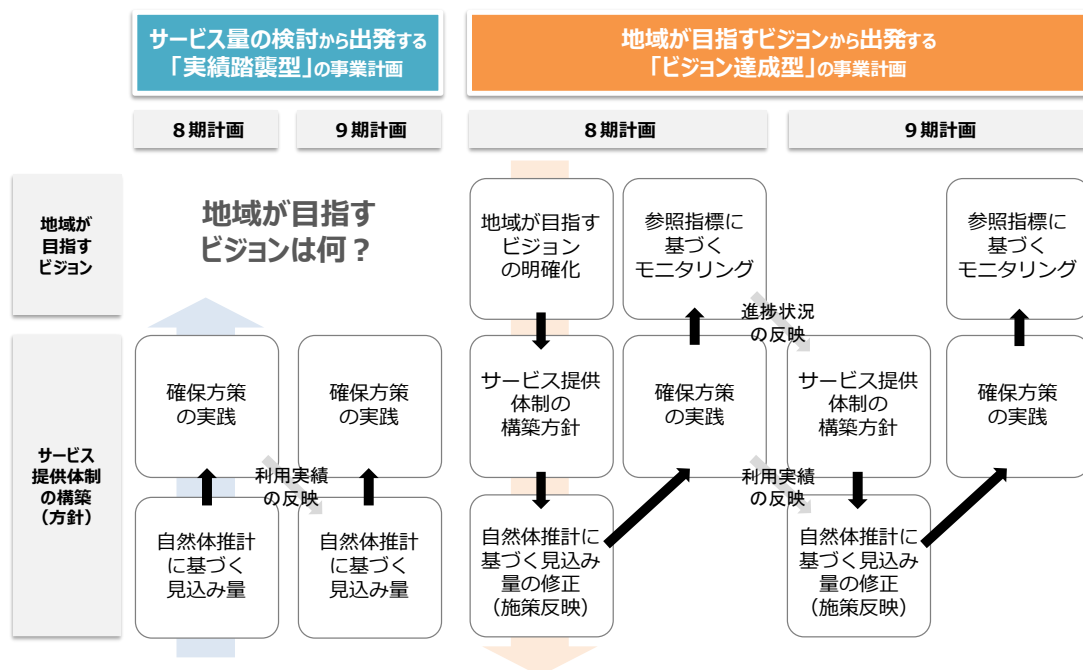 サービス量の検討から出発する
「実績踏襲型」の事業計画
地域が目指すビジョンから出発する
「ビジョン達成型」の事業計画
８期計画
９期計画
８期計画
９期計画
地域が
目指す
ビジョン
地域が目指す
ビジョンは何？
地域が目指す
ビジョン
の明確化
参照指標に
基づく
モニタリング
進捗状況
の反映
参照指標に
基づく
モニタリング
サービス
提供体制
の構築
（方針）
確保方策
の実践
確保方策
の実践
サービス提供
体制の
構築方針
確保方策
の実践
サービス提供
体制の
構築方針
確保方策
の実践
利用実績
の反映
利用実績
の反映
自然体推計
に基づく
見込み量
自然体推計
に基づく
見込み量
自然体推計に
基づく見込み
量の修正
（施策反映）
自然体推計に
基づく見込み
量の修正
（施策反映）